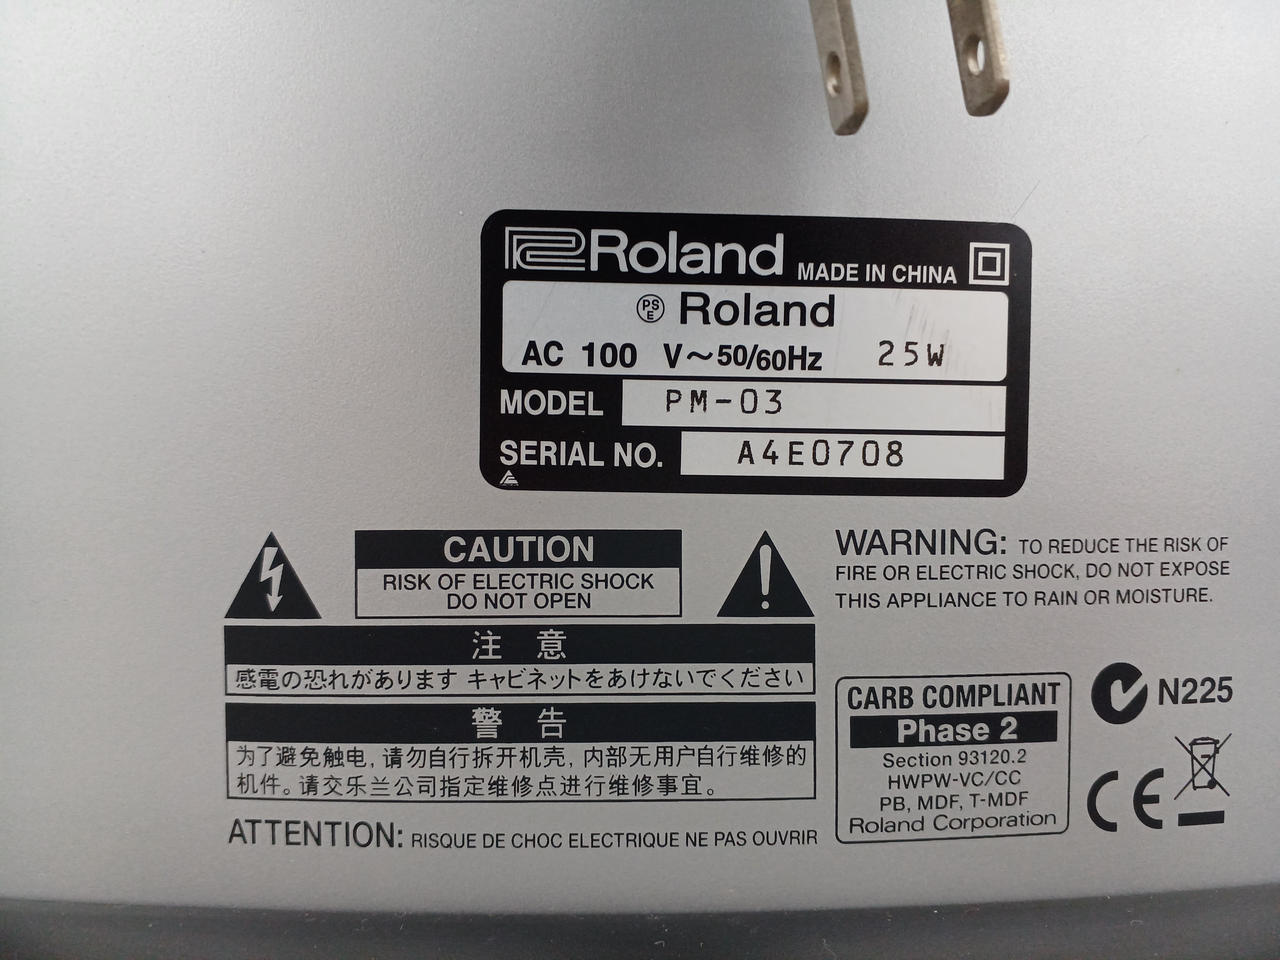 Roland MADE IN CHINA
PSE Roland
AC 100 V～50/60Hz 25W
MODEL PM-03
SERIAL NO. A4E0708
CAUTION
RISK OF ELECTRIC SHOCK
DO NOT OPEN
WARNING: TO REDUCE THE RISK OF
FIRE OR ELECTRIC SHOCK, DO NOT EXPOSE
THIS APPLIANCE TO RAIN OR MOISTURE.
注 意
感電の恐れがあります キャビネットをあけないでください
警 告
为了避免触电, 请勿自行拆开机壳, 内部无用户自行维修的
机件。请交乐兰公司指定维修点进行维修事宜。
ATTENTION: RISQUE DE CHOC ELECTRIQUE NE PAS OUVRIR
CARB COMPLIANT
Phase 2
Section 93120.2
HWPW-VC/CC
PB, MDF, T-MDF
Roland Corporation
N225
CE